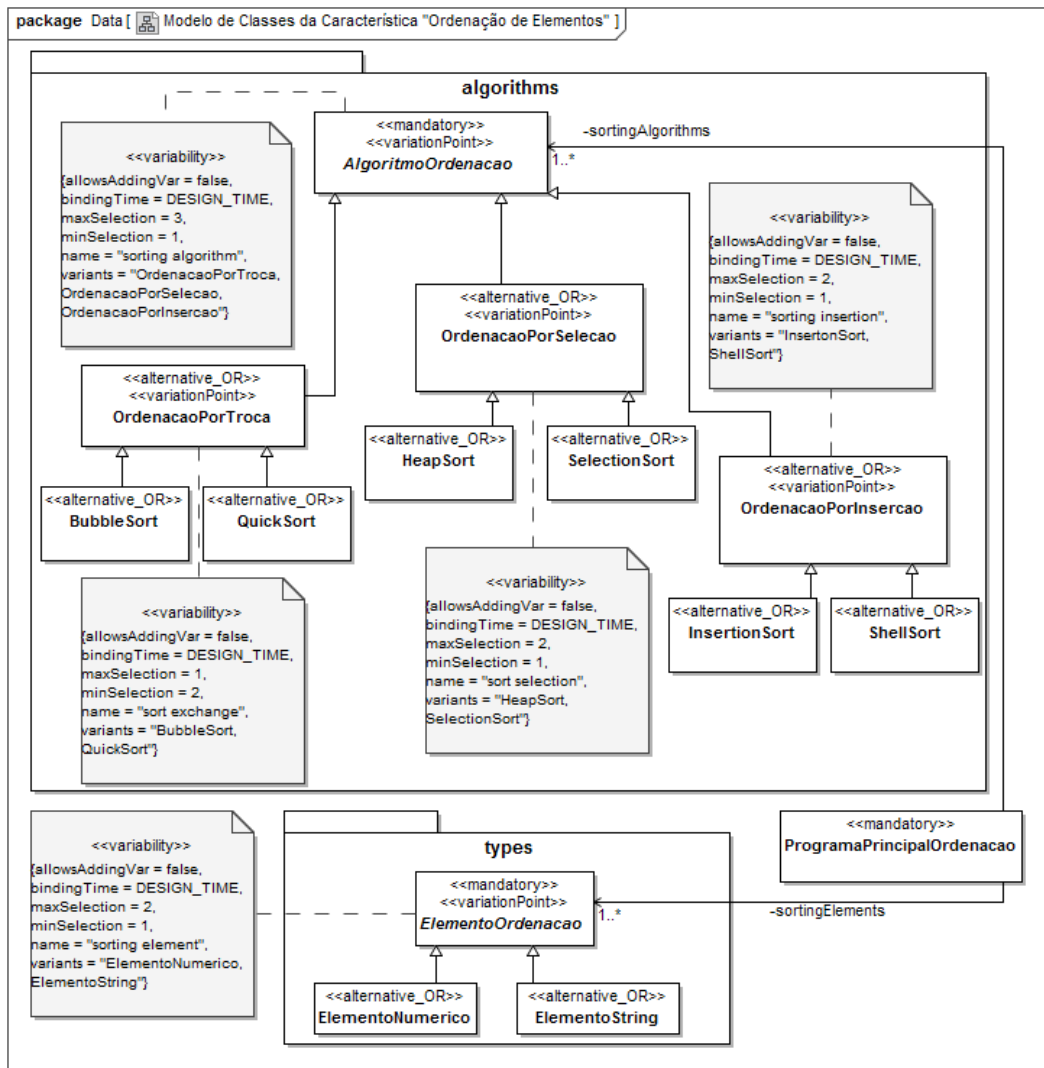 package Data [ Modelo de Classes da Característica "Ordenação de Elementos" ]
algorithms
<<mandatory>>
<<variationPoint>>
AlgoritmoOrdenacao
-sortingAlgorithms
1..*
<<variability>>
{allowsAddingVar = false,
bindingTime = DESIGN_TIME,
maxSelection = 3,
minSelection = 1,
name = "sorting algorithm",
variants = "OrdenacaoPorTroca,
OrdenacaoPorSelecao,
OrdenacaoPorInsercao"}
<<variability>>
{allowsAddingVar = false,
bindingTime = DESIGN_TIME,
maxSelection = 2,
minSelection = 1,
name = "sorting insertion",
variants = "InsertonSort,
ShellSort"}
<<alternative_OR>>
<<variationPoint>>
OrdenacaoPorSelecao
<<alternative_OR>>
<<variationPoint>>
OrdenacaoPorTroca
<<alternative_OR>>
HeapSort
<<alternative_OR>>
SelectionSort
<<alternative_OR>>
<<variationPoint>>
OrdenacaoPorInsercao
<<alternative_OR>>
BubbleSort
<<alternative_OR>>
QuickSort
<<variability>>
{allowsAddingVar = false,
bindingTime = DESIGN_TIME,
maxSelection = 1,
minSelection = 2,
name = "sort exchange",
variants = "BubbleSort,
QuickSort"}
<<variability>>
{allowsAddingVar = false,
bindingTime = DESIGN_TIME,
maxSelection = 2,
minSelection = 1,
name = "sort selection",
variants = "HeapSort,
SelectionSort"}
<<alternative_OR>>
InsertionSort
<<alternative_OR>>
ShellSort
<<variability>>
{allowsAddingVar = false,
bindingTime = DESIGN_TIME,
maxSelection = 2,
minSelection = 1,
name = "sorting element",
variants = "ElementoNumerico,
ElementoString"}
types
<<mandatory>>
<<variationPoint>>
ElementoOrdenacao
1..*
-sortingElements
<<mandatory>>
ProgramaPrincipalOrdenacao
<<alternative_OR>>
ElementoNumerico
<<alternative_OR>>
ElementoString